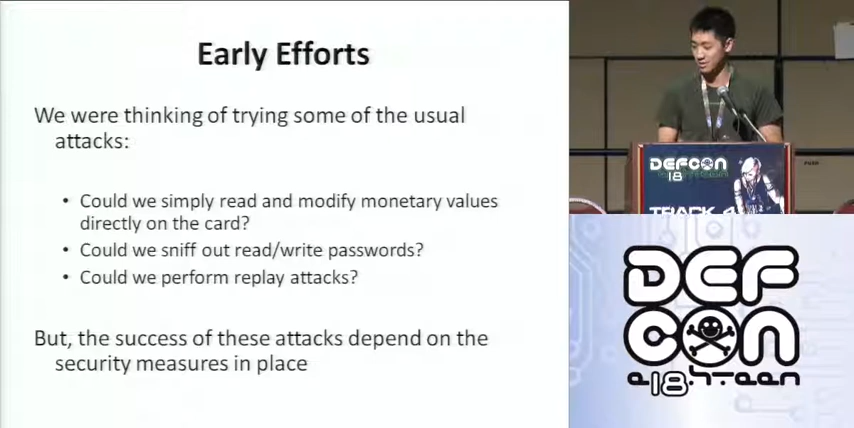 Early Efforts
We were thinking of trying some of the usual
attacks:
• Could we simply read and modify monetary values
directly on the card?
• Could we sniff out read/write passwords?
• Could we perform replay attacks?
But, the success of these attacks depend on the
security measures in place
DEFCON
18
TRACK 4
DEF
CON